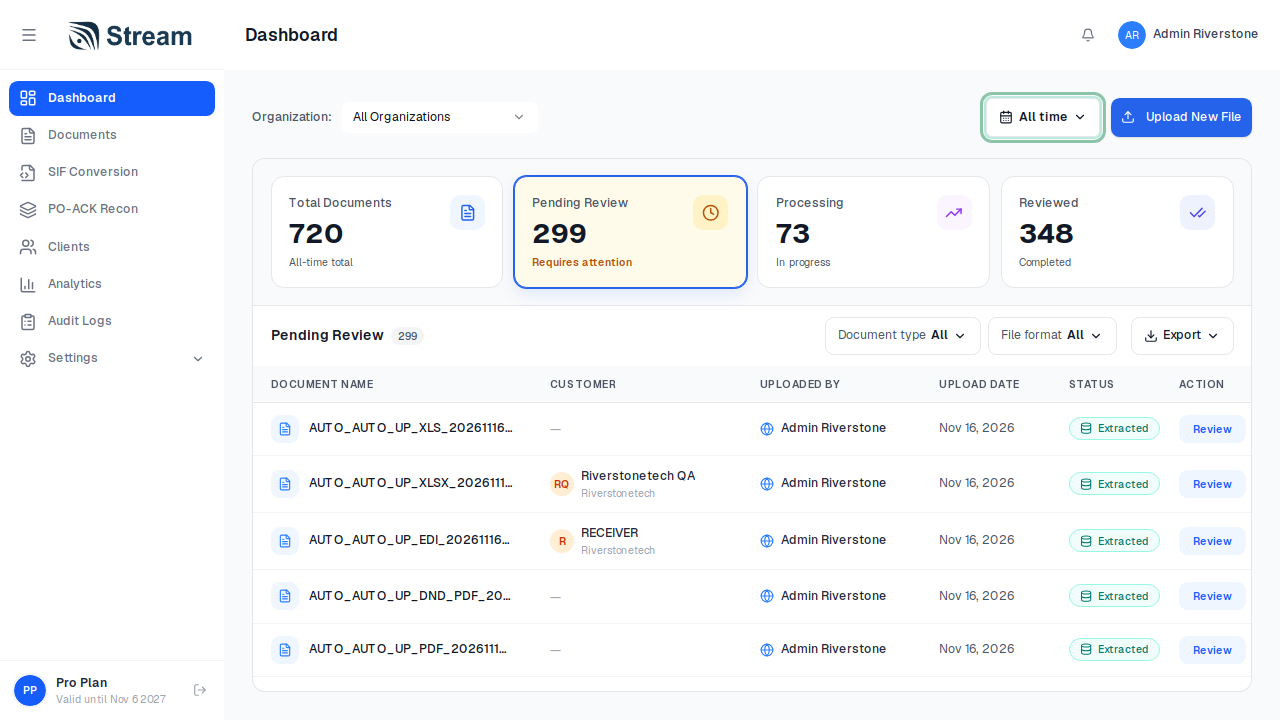 Stream
Dashboard
AR
Admin Riverstone
Dashboard
Documents
SIF Conversion
PO-ACK Recon
Clients
Analytics
Audit Logs
Settings
PP
Pro Plan
Valid until Nov 6 2027
Organization:
All Organizations
All time
Upload New File
Total Documents
720
All-time total
Pending Review
299
Requires attention
Processing
73
In progress
Reviewed
348
Completed
Pending Review 299
Document type All
File format All
Export
DOCUMENT NAME CUSTOMER UPLOADED BY UPLOAD DATE STATUS ACTION
AUTO_AUTO_UP_XLS_20261116... — Admin Riverstone Nov 16, 2026 Extracted Review
AUTO_AUTO_UP_XLSX_2026111... RQ Riverstonetech QA Admin Riverstone Nov 16, 2026 Extracted Review
Riverstonetech
AUTO_AUTO_UP_EDI_20261116... R RECEIVER Admin Riverstone Nov 16, 2026 Extracted Review
Riverstonetech
AUTO_AUTO_UP_DND_PDF_20... — Admin Riverstone Nov 16, 2026 Extracted Review
AUTO_AUTO_UP_PDF_2026111... — Admin Riverstone Nov 16, 2026 Extracted Review